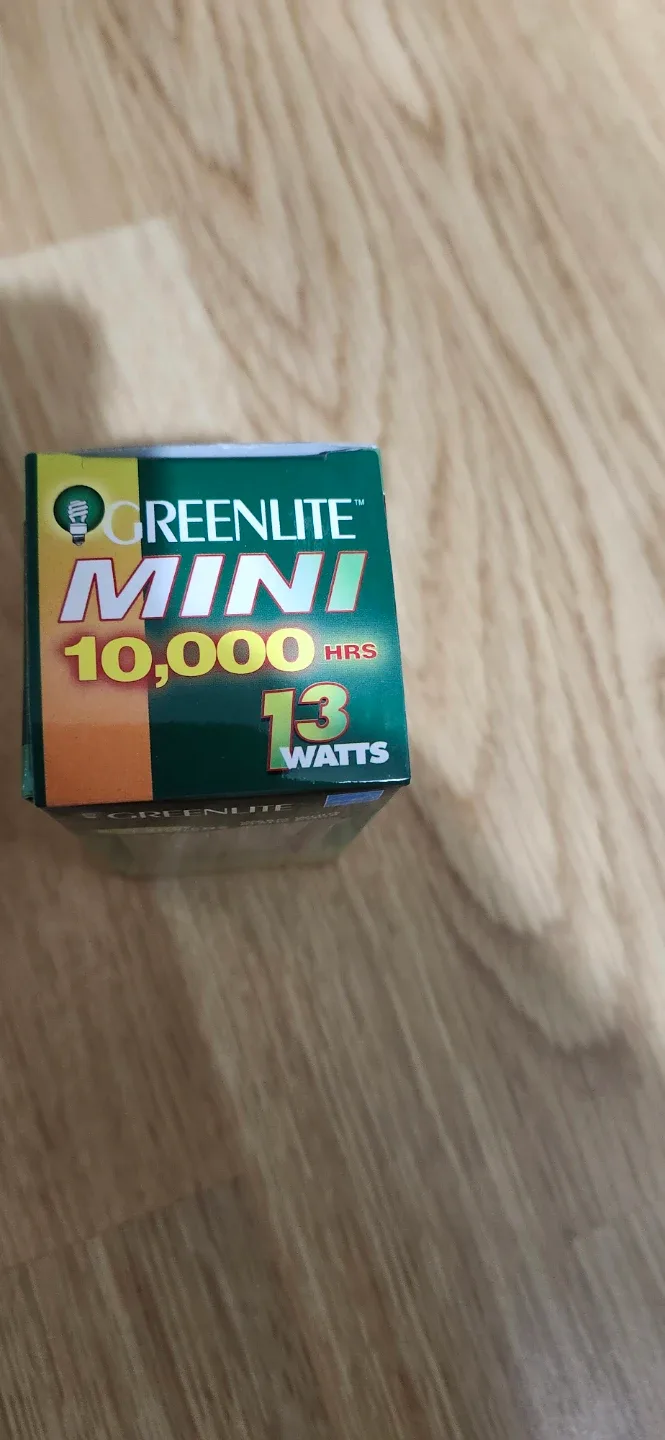 GREENLITE™
MINI
10,000 HRS
13
WATTS
GREENLITE